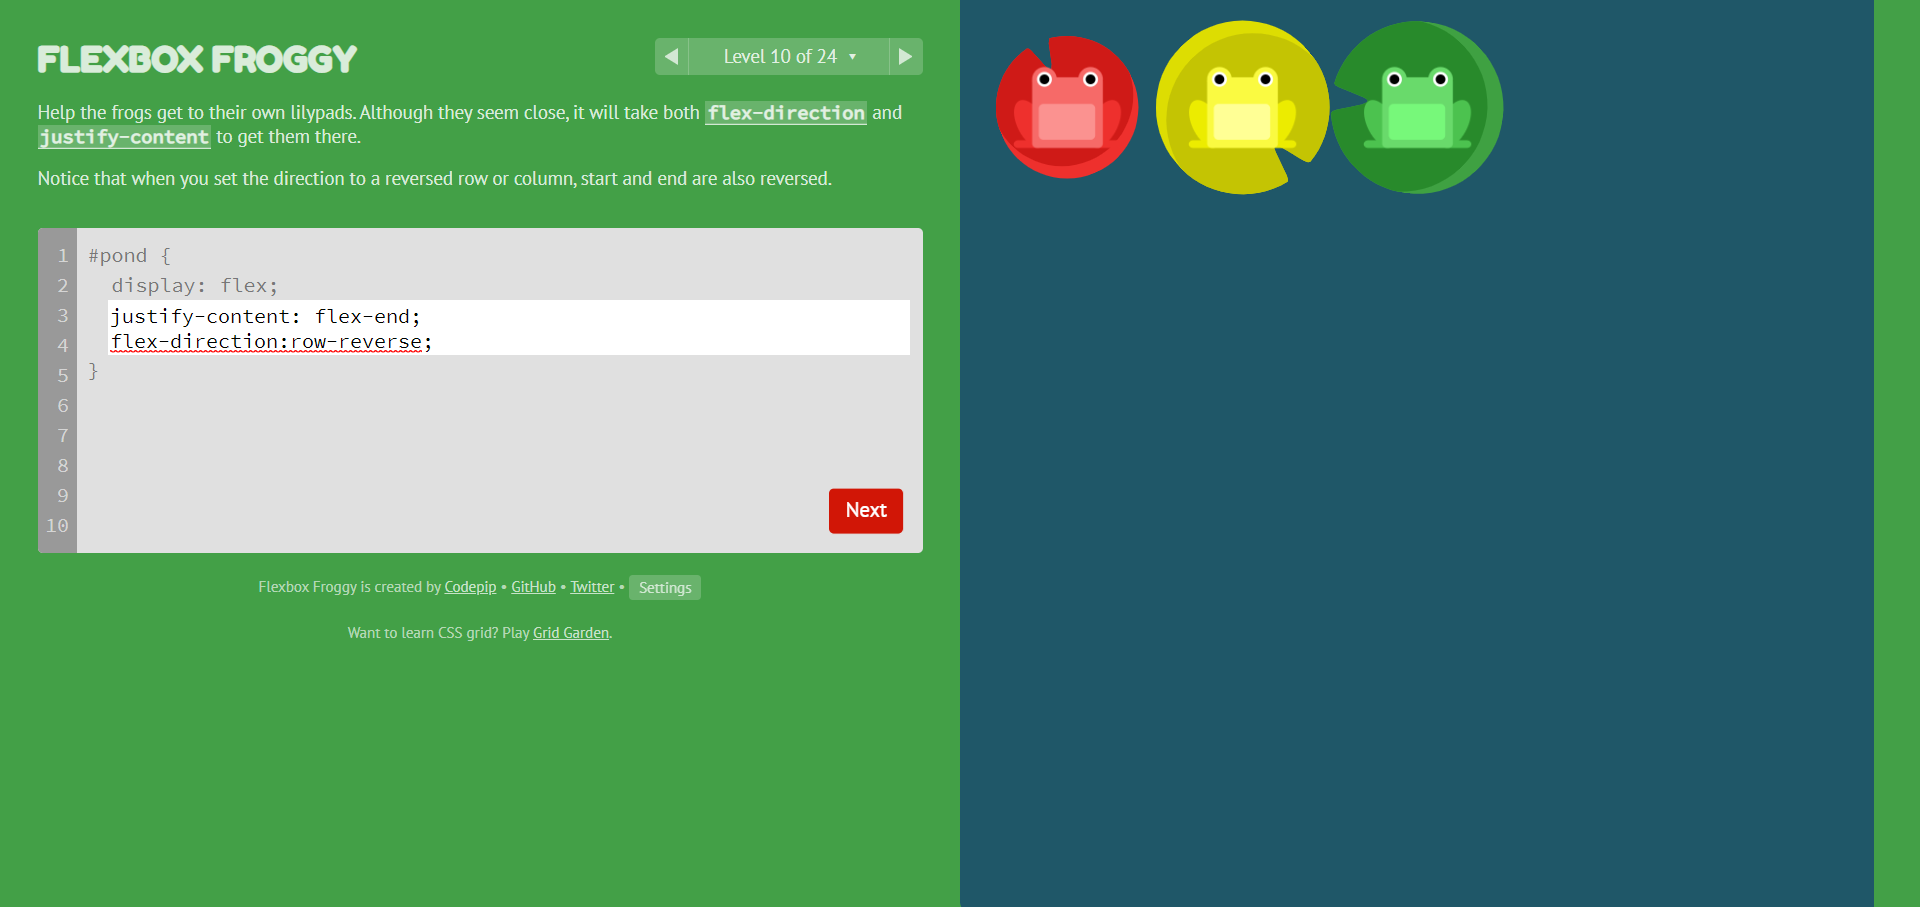 FLEXBOX FROGGY
Level 10 of 24
Help the frogs get to their own lilypads. Although they seem close, it will take both flex-direction and
justify-content to get them there.
Notice that when you set the direction to a reversed row or column, start and end are also reversed.
1 #pond {
2 display: flex;
3 justify-content: flex-end;
4 flex-direction:row-reverse;
5 }
6
7
8
9
10
Next
Flexbox Froggy is created by Codepip • GitHub • Twitter • Settings
Want to learn CSS grid? Play Grid Garden.